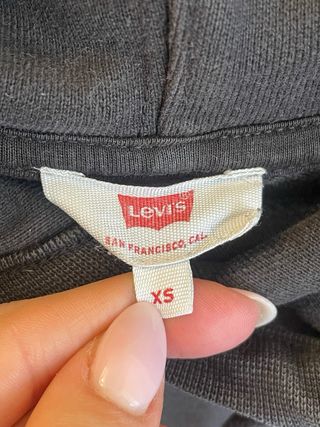 LEVI'S
SAN FRANCISCO, CAL.
XS